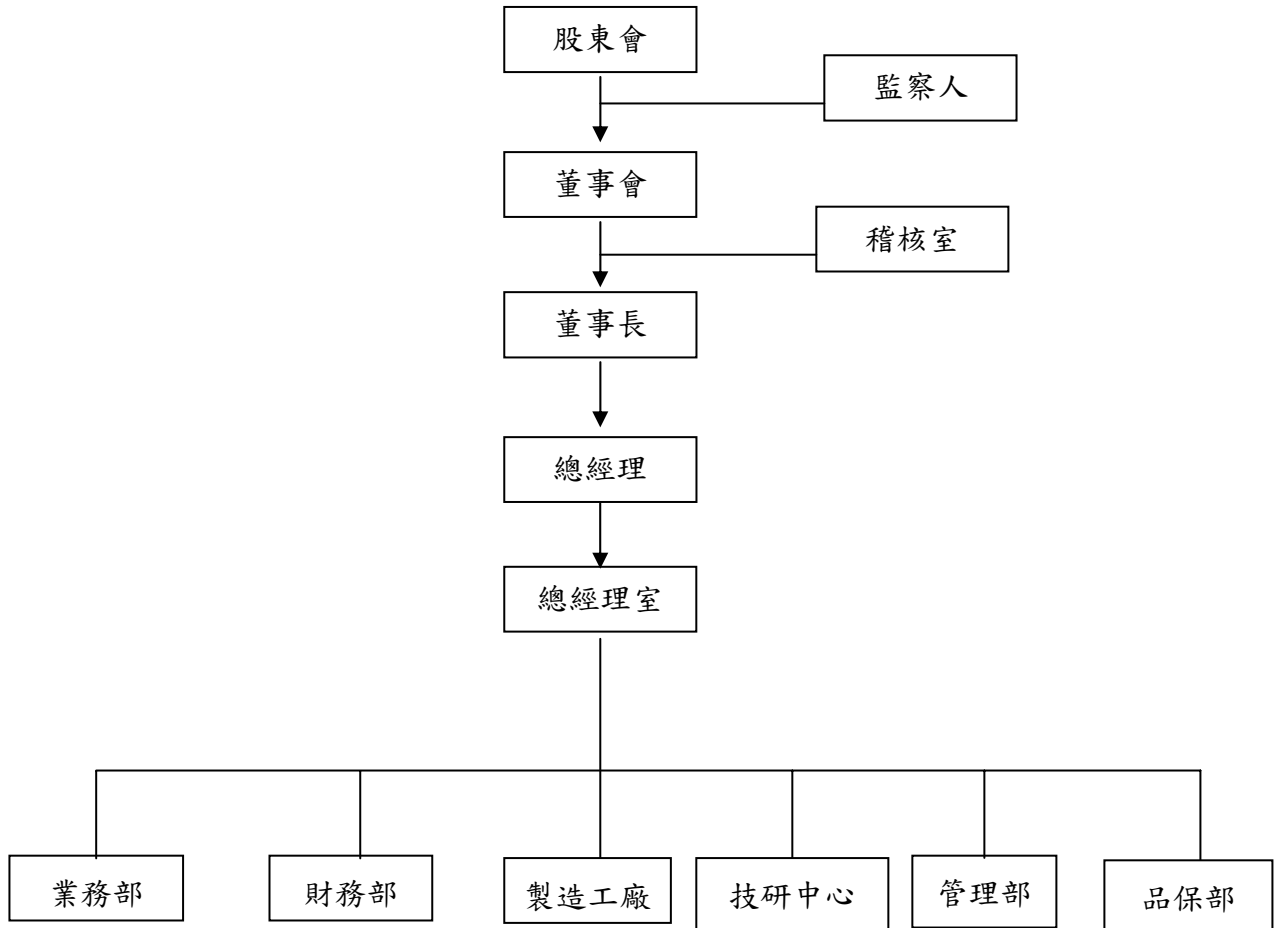 股東會
監察人
董事會
稽核室
董事長
總經理
總經理室
業務部
財務部
製造工廠
技研中心
管理部
品保部